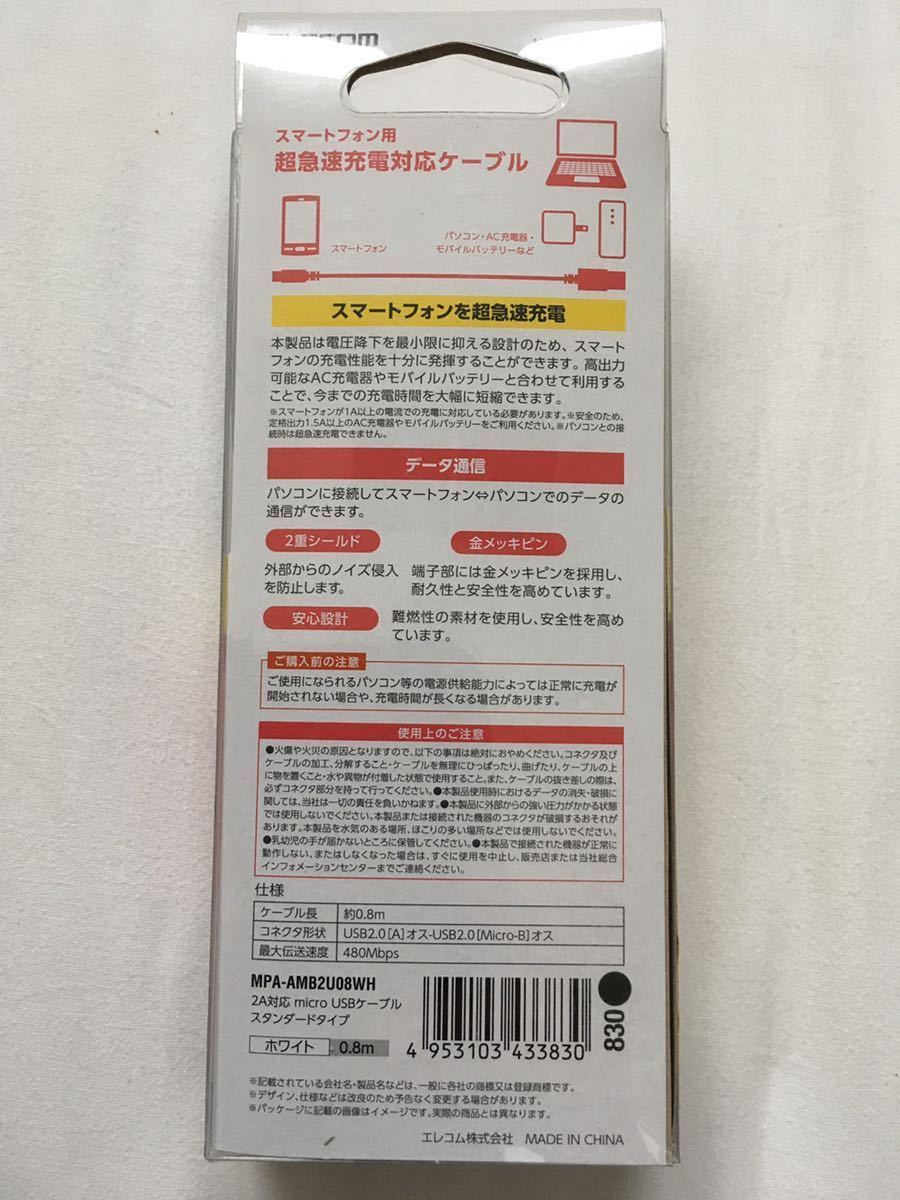 ELECOM
スマートフォン用
超急速充電対応ケーブル
スマートフォン
パソコン・AC充電器・
モバイルバッテリーなど
スマートフォンを超急速充電
本製品は電圧降下を最小限に抑える設計のため、スマート
フォンの充電性能を十分に発揮することができます。高出力
可能なAC充電器やモバイルバッテリーと合わせて利用する
ことで、今までの充電時間を大幅に短縮できます。
※スマートフォンが1A以上の電流での充電に対応している必要があります。※安全のため、
定格出力1.5A以上のAC充電器やモバイルバッテリーをご利用ください。※パソコンとの接
続時は超急速充電できません。
データ通信
パソコンに接続してスマートフォン⇔パソコンでのデータの
通信ができます。
2重シールド
外部からのノイズ侵入
を防止します。
金メッキピン
端子部には金メッキピンを採用し、
耐久性と安全性を高めています。
安心設計
難燃性の素材を使用し、安全性を高め
ています。
ご購入前の注意
ご使用になられるパソコン等の電源供給能力によっては正常に充電が
開始されない場合や、充電時間が長くなる場合があります。
使用上のご注意
●火傷や火災の原因となりますので、以下の事項は絶対におやめください。コネクタ及び
ケーブルの加工、分解すること・ケーブルを無理にひっぱったり、曲げたり、ケーブルの上
に物を置くこと・水や異物が付着した状態で使用すること。また、ケーブルの抜き差しの際は、
必ずコネクタ部分を持って行ってください。●本製品使用時におけるデータの消失・破損に
関しては、当社は一切の責任を負いかねます。●本製品に外部からの強い圧力がかかる状態
では使用しないでください。本製品または接続された機器のコネクタが破損するおそれが
あります。本製品を水気のある場所、ほこりの多い場所などでは使用しないでください。
●乳幼児の手が届かないところに保管してください。●本製品で接続された機器が正常に
動作しない、またはしなくなった場合は、すぐに使用を中止し、販売店または当社総合
インフォメーションセンターまでご連絡ください。
仕様
ケーブル長 約0.8m
コネクタ形状 USB2.0[A]オス-USB2.0[Micro-B]オス
最大伝送速度 480Mbps
MPA-AMB2U08WH
2A対応 micro USBケーブル
スタンダードタイプ
ホワイト 0.8m
4 953103 433830
830
※記載されている会社名・製品名などは、一般に各社の商標又は登録商標です。
※デザイン、仕様などは改良のため予告なく変更する場合があります。
※パッケージに記載の画像はイメージです。実際の商品とは異なります。
エレコム株式会社 MADE IN CHINA